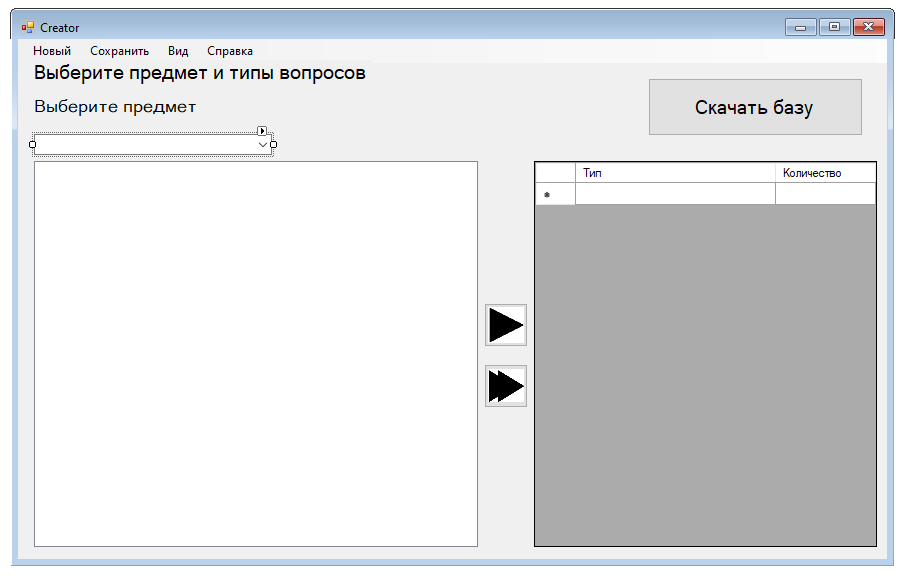 Creator
Новый Сохранить Вид Справка
Выберите предмет и типы вопросов
Выберите предмет
Скачать базу
Тип Количество